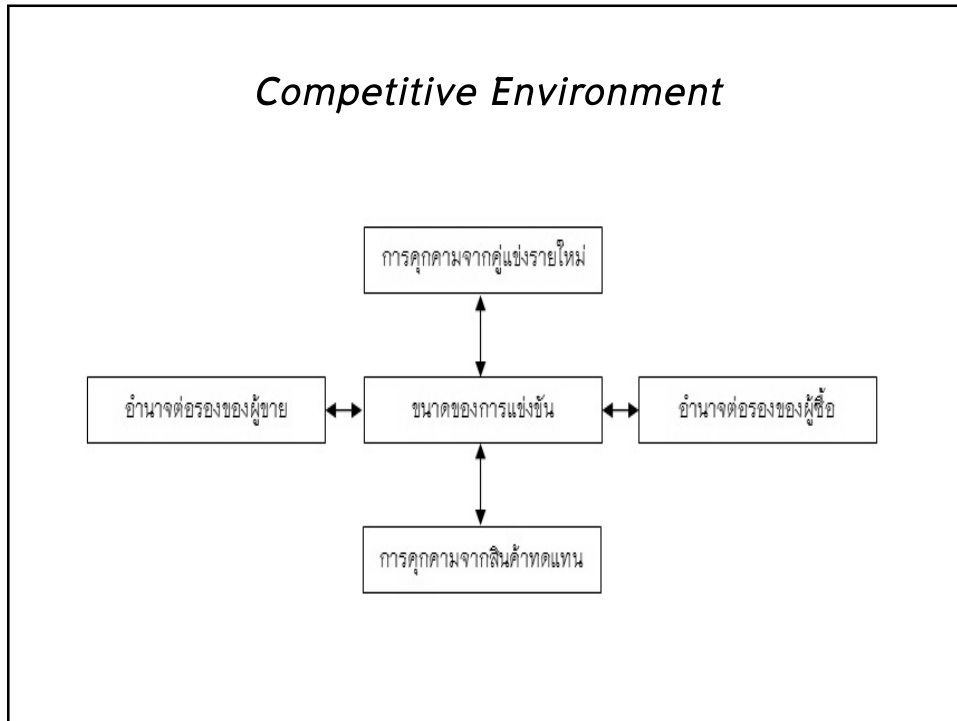 Competitive Environment
การคุกคามจากคู่แข่งรายใหม่
อำนาจต่อรองของผู้ขาย
ขนาดของการแข่งขัน
อำนาจต่อรองของผู้ซื้อ
การคุกคามจากสินค้าทดแทน